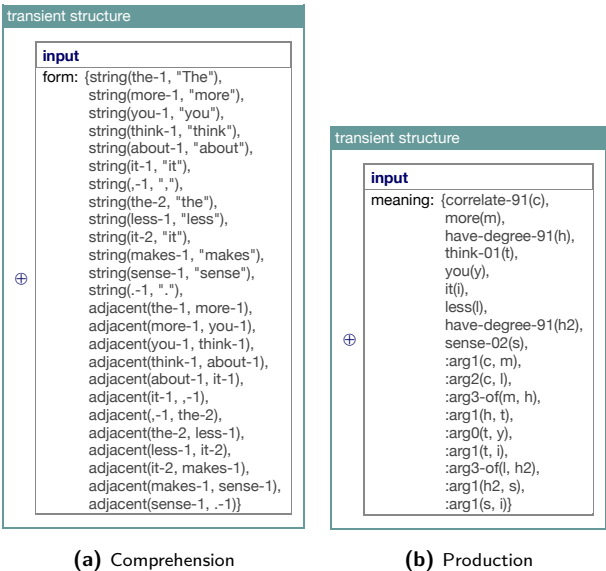 transient structure
input
form: {string(the-1, "The"),
string(more-1, "more"),
string(you-1, "you"),
string(think-1, "think"),
string(about-1, "about"),
string(it-1, "it"),
string(,-1, ","),
string(the-2, "the"),
string(less-1, "less"),
string(it-2, "it"),
string(makes-1, "makes"),
string(sense-1, "sense"),
string(.-1, "."),
adjacent(the-1, more-1),
adjacent(more-1, you-1),
adjacent(you-1, think-1),
adjacent(think-1, about-1),
adjacent(about-1, it-1),
adjacent(it-1, ,-1),
adjacent(,-1, the-2),
adjacent(the-2, less-1),
adjacent(less-1, it-2),
adjacent(it-2, makes-1),
adjacent(makes-1, sense-1),
adjacent(sense-1, .-1)}
⊕
(a) Comprehension
transient structure
input
meaning: {correlate-91(c),
more(m),
have-degree-91(h),
think-01(t),
you(y),
it(i),
less(l),
have-degree-91(h2),
sense-02(s),
:arg1(c, m),
:arg2(c, l),
:arg3-of(m, h),
:arg1(h, t),
:arg0(t, y),
:arg1(t, i),
:arg3-of(l, h2),
:arg1(h2, s),
:arg1(s, i)}
⊕
(b) Production